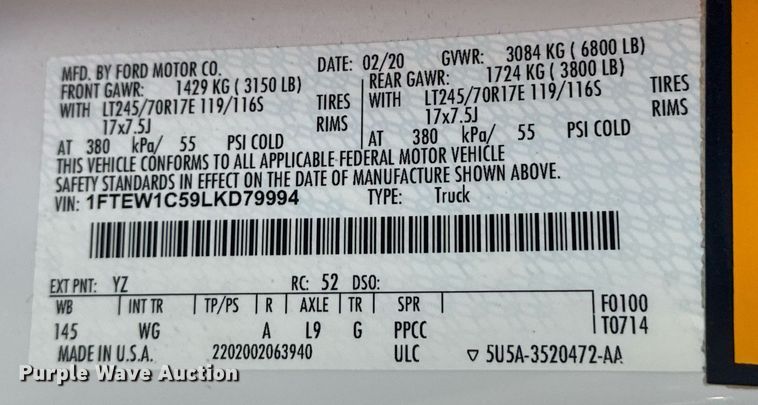 MFD. BY FORD MOTOR CO. DATE: 02/20 GVWR: 3084 KG ( 6800 LB)
FRONT GAWR: 1429 KG ( 3150 LB) REAR GAWR: 1724 KG ( 3800 LB)
WITH LT245/70R17E 119/116S TIRES WITH LT245/70R17E 119/116S TIRES
17x7.5J RIMS 17x7.5J RIMS
AT 380 kPa/ 55 PSI COLD AT 380 kPa/ 55 PSI COLD
THIS VEHICLE CONFORMS TO ALL APPLICABLE FEDERAL MOTOR VEHICLE
SAFETY STANDARDS IN EFFECT ON THE DATE OF MANUFACTURE SHOWN ABOVE.
VIN: 1FTEW1C59LKD79994 TYPE: Truck
EXT PNT: YZ RC: 52 DSO:
WB INT TR TP/PS R AXLE TR SPR F0100
145 WG A L9 G PPCC T0714
MADE IN U.S.A. 2202002063940 ULC ▽ 5U5A-3520472-AA
Purple Wave Auction